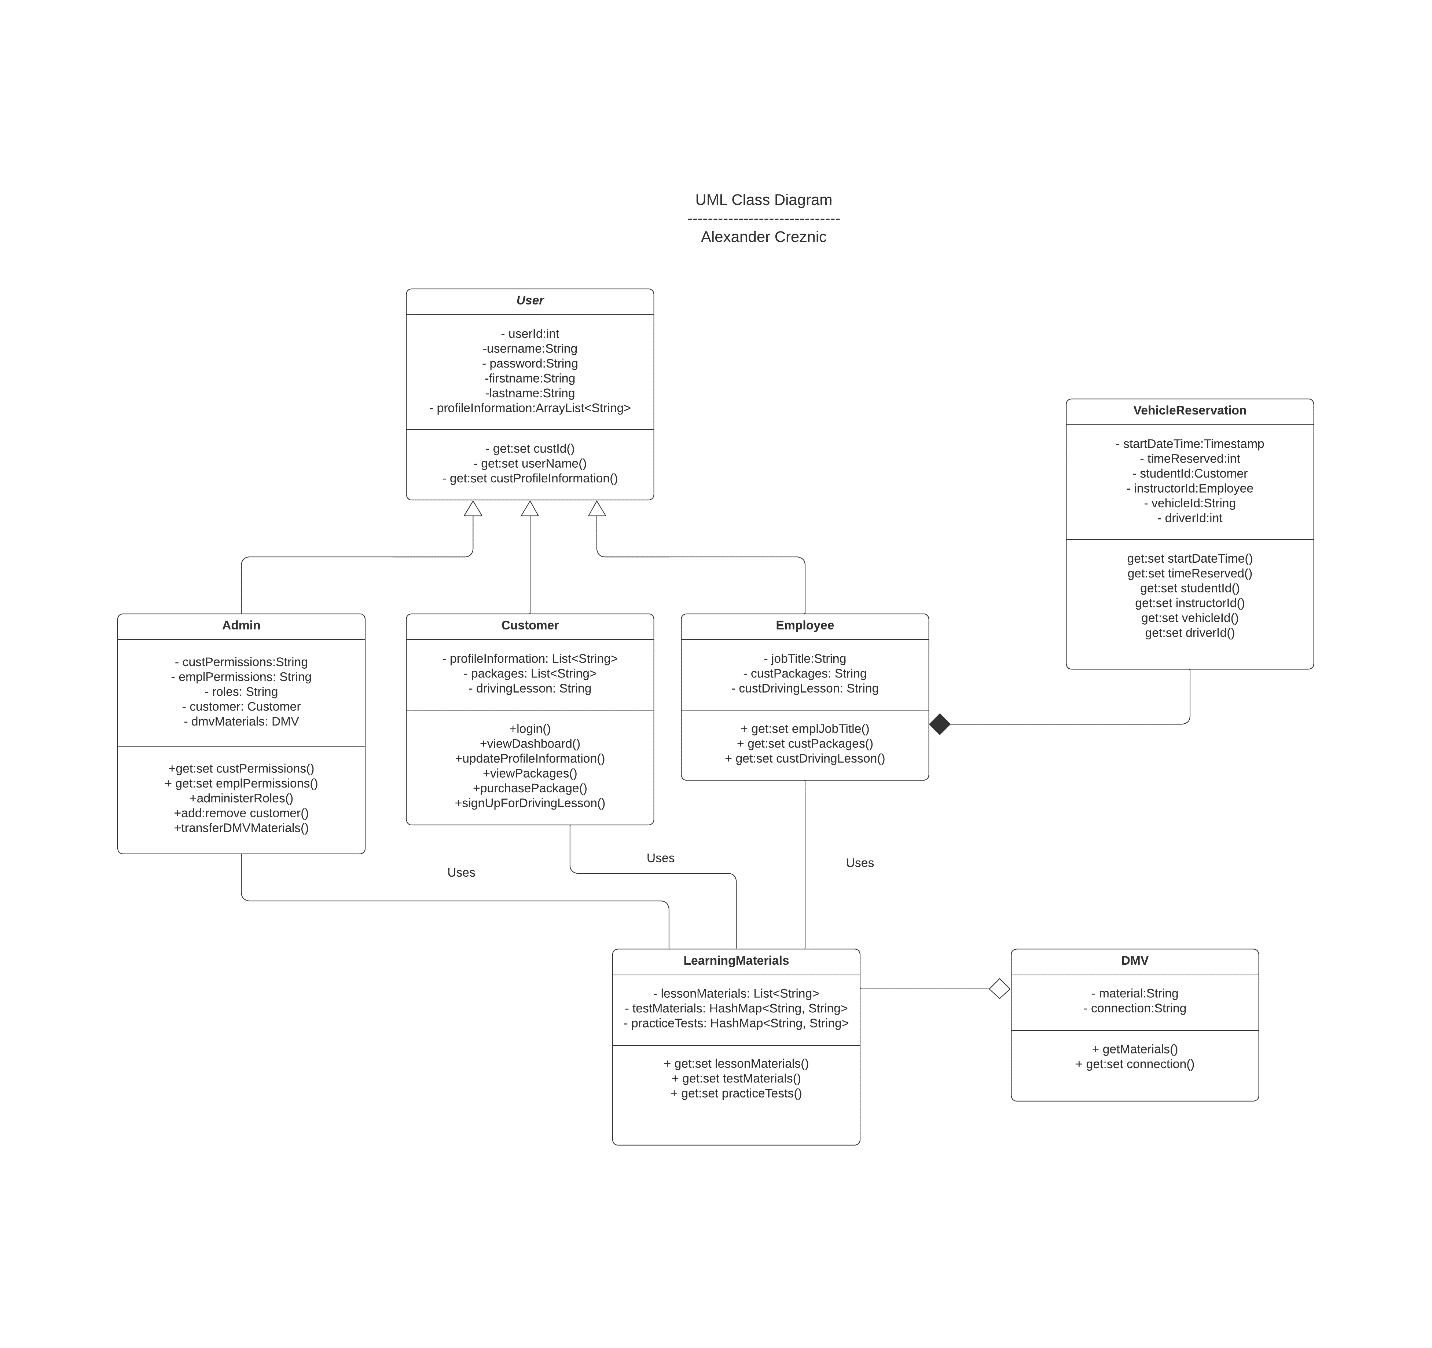 UML Class Diagram
------------------------------
Alexander Creznic
User
- userId:int
-username:String
- password:String
-firstname:String
-lastname:String
- profileInformation:ArrayList<String>
- get:set custId()
- get:set userName()
- get:set custProfileInformation()
VehicleReservation
- startDateTime:Timestamp
- timeReserved:int
- studentId:Customer
- instructorId:Employee
- vehicleId:String
- driverId:int
get:set startDateTime()
get:set timeReserved()
get:set studentId()
get:set instructorId()
get:set vehicleId()
get:set driverId()
Admin
- custPermissions:String
- emplPermissions: String
- roles: String
- customer: Customer
- dmvMaterials: DMV
+get:set custPermissions()
+ get:set emplPermissions()
+administerRoles()
+add:remove customer()
+transferDMVMaterials()
Customer
- profileInformation: List<String>
- packages: List<String>
- drivingLesson: String
+login()
+viewDashboard()
+updateProfileInformation()
+viewPackages()
+purchasePackage()
+signUpForDrivingLesson()
Employee
- jobTitle:String
- custPackages: String
- custDrivingLesson: String
+ get:set emplJobTitle()
+ get:set custPackages()
+ get:set custDrivingLesson()
Uses
Uses
Uses
LearningMaterials
- lessonMaterials: List<String>
- testMaterials: HashMap<String, String>
- practiceTests: HashMap<String, String>
+ get:set lessonMaterials()
+ get:set testMaterials()
+ get:set practiceTests()
DMV
- material:String
- connection:String
+ getMaterials()
+ get:set connection()